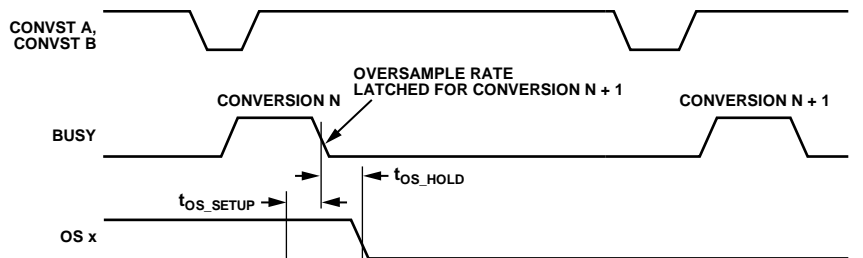 CONVST A,
CONVST B
OVERSAMPLE RATE
LATCHED FOR CONVERSION N + 1
CONVERSION N
CONVERSION N + 1
BUSY
tOS_HOLD
tOS_SETUP
OS x